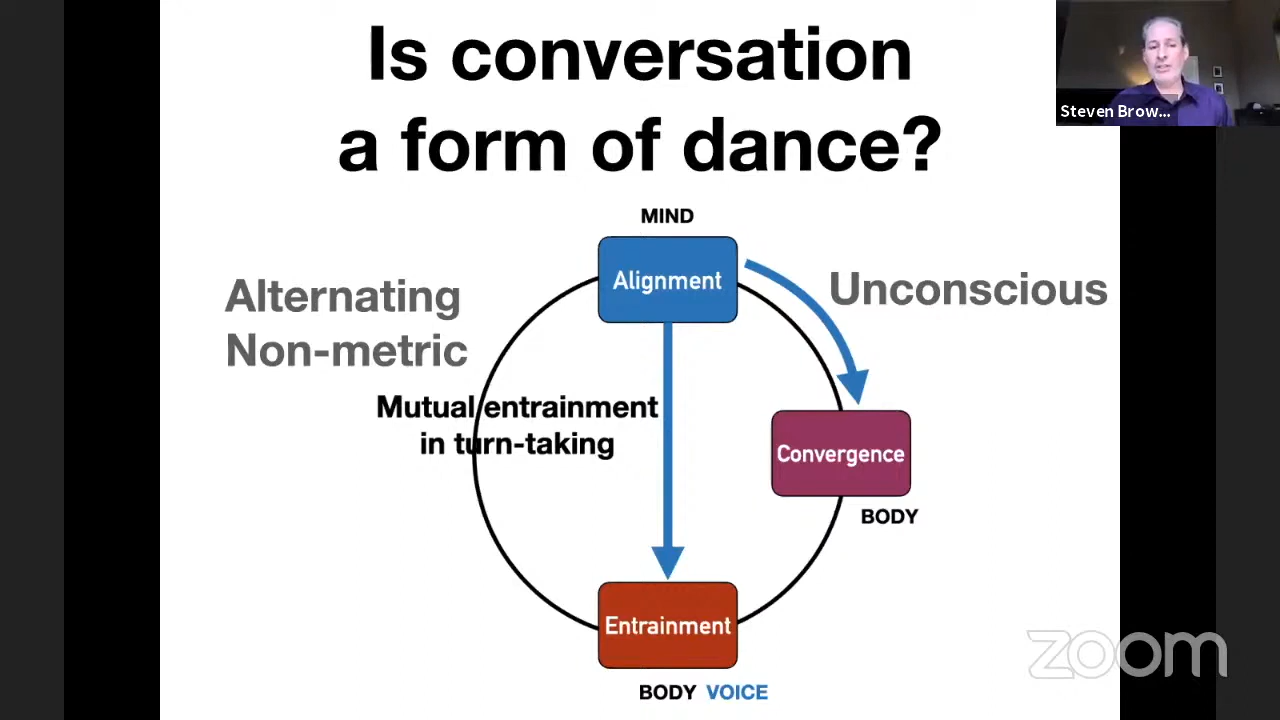 Is conversation
a form of dance?
Steven Brow...
MIND
Alignment
Unconscious
Alternating
Non-metric
Mutual entrainment
in turn-taking
Convergence
BODY
Entrainment
BODY VOICE
zoom